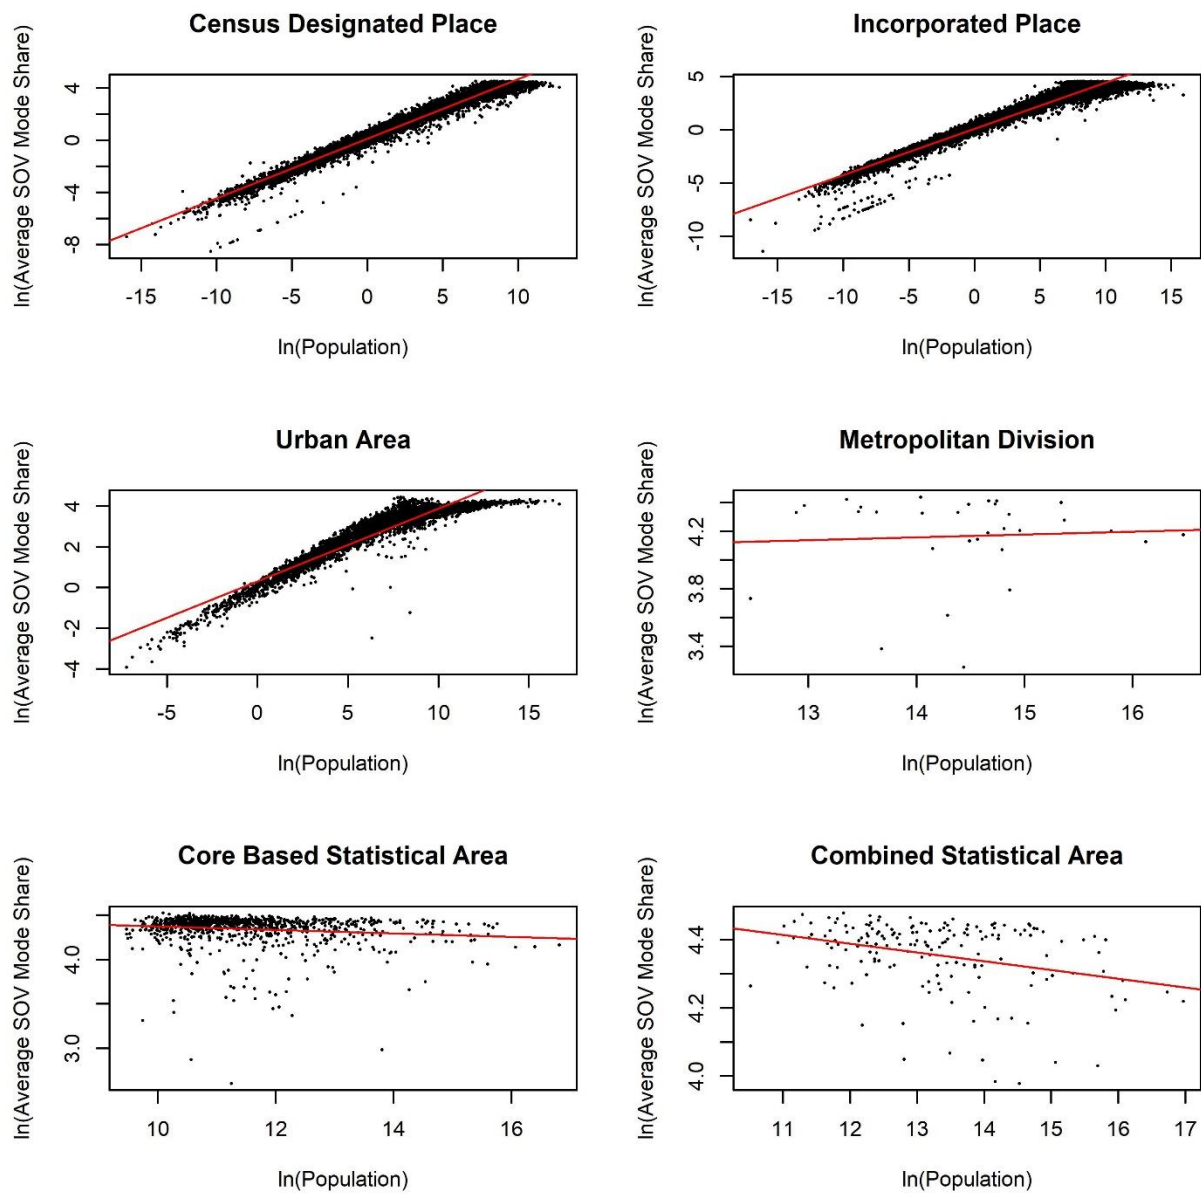 Census Designated Place
ln(Average SOV Mode Share)
4
0
-4
-8
-15 -10 -5 0 5 10
ln(Population)
Incorporated Place
ln(Average SOV Mode Share)
5
0
-5
-10
-15 -10 -5 0 5 10 15
ln(Population)
Urban Area
ln(Average SOV Mode Share)
4
2
0
-2
-4
-5 0 5 10 15
ln(Population)
Metropolitan Division
ln(Average SOV Mode Share)
4.2
3.8
3.4
13 14 15 16
ln(Population)
Core Based Statistical Area
ln(Average SOV Mode Share)
4.0
3.0
10 12 14 16
ln(Population)
Combined Statistical Area
ln(Average SOV Mode Share)
4.4
4.2
4.0
11 12 13 14 15 16 17
ln(Population)